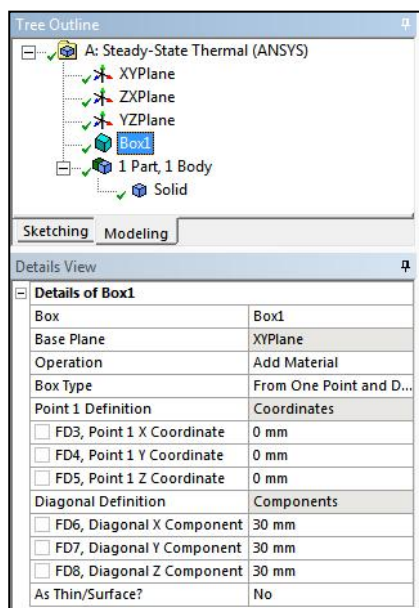 Tree Outline
A: Steady-State Thermal (ANSYS)
XYPlane
ZXPlane
YZPlane
Box1
1 Part, 1 Body
Solid
Sketching Modeling
Details View
Details of Box1
Box Box1
Base Plane XYPlane
Operation Add Material
Box Type From One Point and D...
Point 1 Definition Coordinates
FD3, Point 1 X Coordinate 0 mm
FD4, Point 1 Y Coordinate 0 mm
FD5, Point 1 Z Coordinate 0 mm
Diagonal Definition Components
FD6, Diagonal X Component 30 mm
FD7, Diagonal Y Component 30 mm
FD8, Diagonal Z Component 30 mm
As Thin/Surface? No